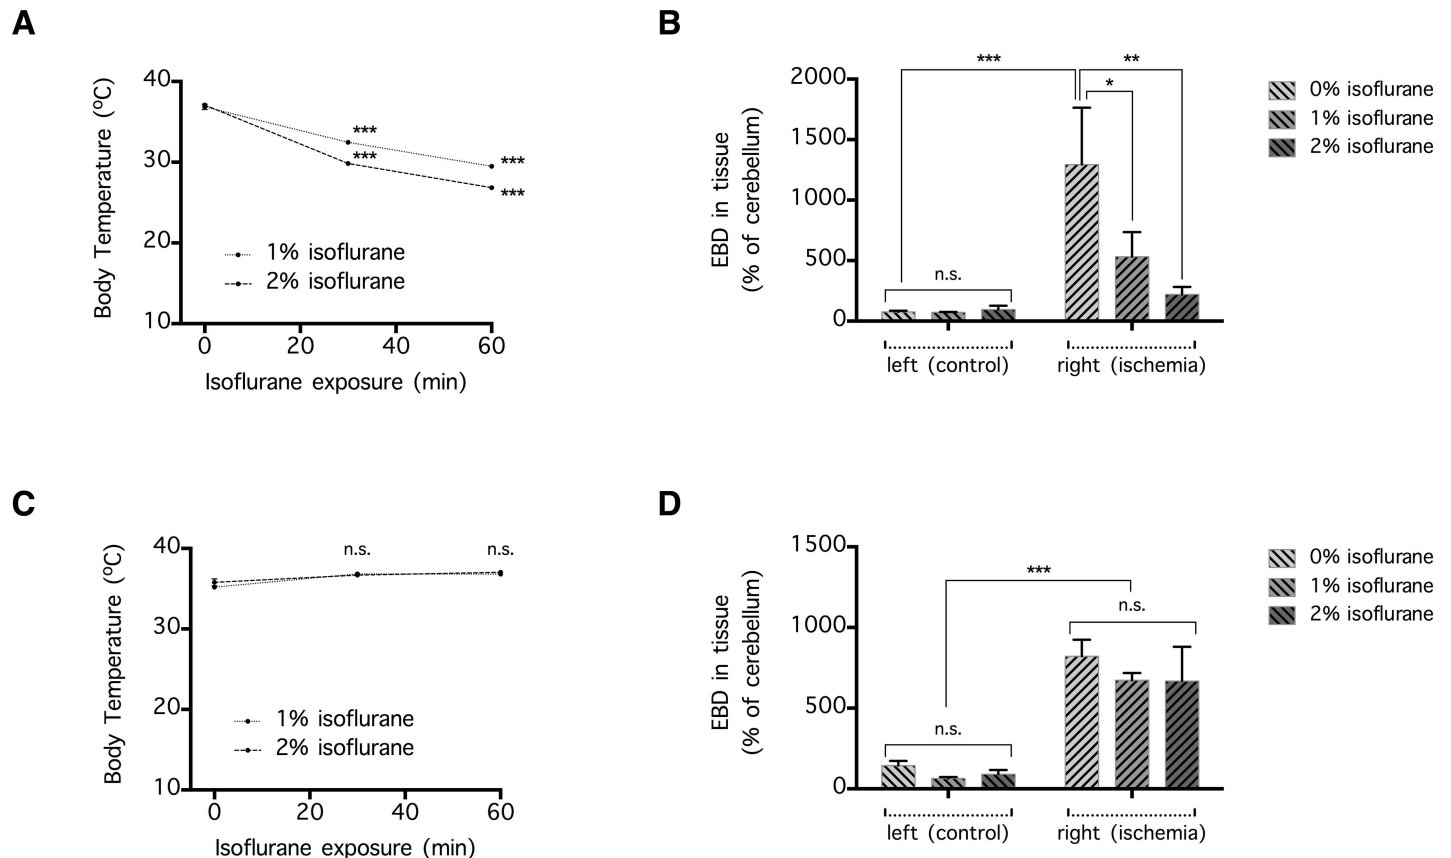 A
Body Temperature (ºC)
40
30
20
10
***
***
***
***
1% isoflurane
2% isoflurane
0 20 40 60
Isoflurane exposure (min)
B
EBD in tissue
(% of cerebellum)
2000
1500
1000
500
0
***
**
*
n.s.
left (control)
right (ischemia)
0% isoflurane
1% isoflurane
2% isoflurane
C
Body Temperature (ºC)
40
30
20
10
n.s.
n.s.
1% isoflurane
2% isoflurane
0 20 40 60
Isoflurane exposure (min)
D
EBD in tissue
(% of cerebellum)
1500
1000
500
0
***
n.s.
n.s.
left (control)
right (ischemia)
0% isoflurane
1% isoflurane
2% isoflurane